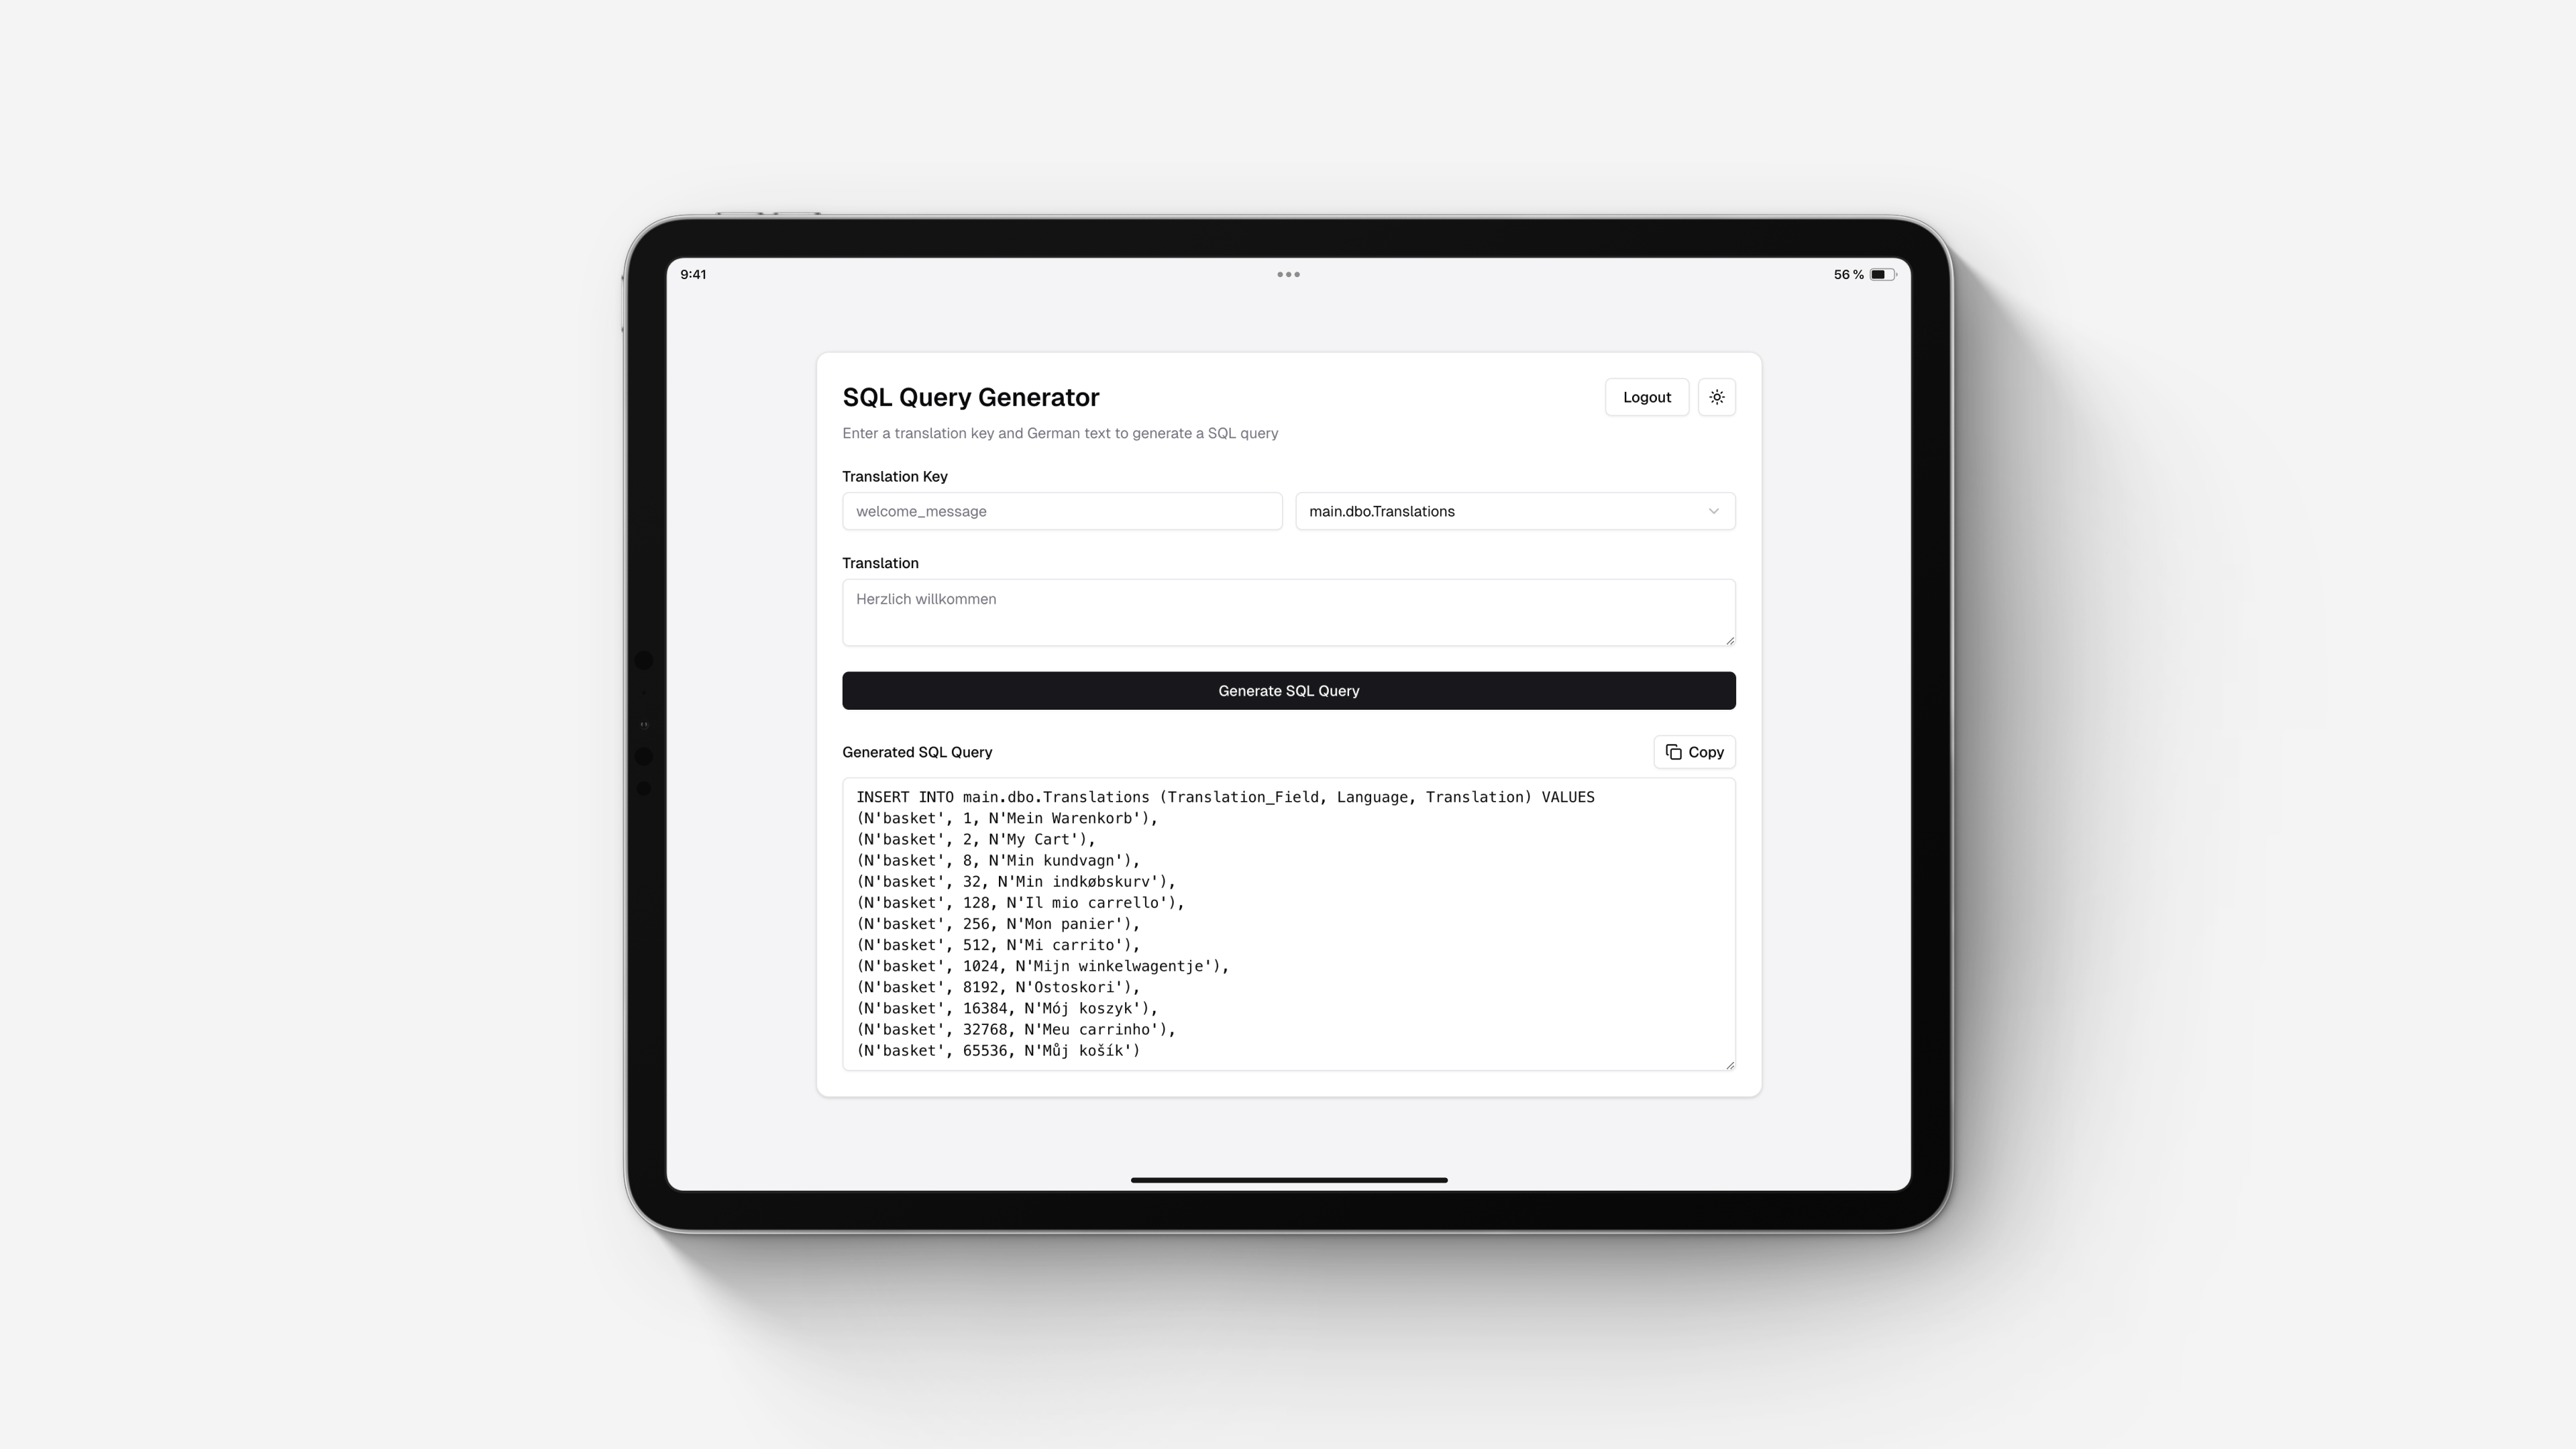 9:41
56 %
SQL Query Generator
Logout
Enter a translation key and German text to generate a SQL query
Translation Key
welcome_message
main.dbo.Translations
Translation
Herzlich willkommen
Generate SQL Query
Generated SQL Query
Copy
INSERT INTO main.dbo.Translations (Translation_Field, Language, Translation) VALUES
(N'basket', 1, N'Mein Warenkorb'),
(N'basket', 2, N'My Cart'),
(N'basket', 8, N'Min kundvagn'),
(N'basket', 32, N'Min indkøbskurv'),
(N'basket', 128, N'Il mio carrello'),
(N'basket', 256, N'Mon panier'),
(N'basket', 512, N'Mi carrito'),
(N'basket', 1024, N'Mijn winkelwagentje'),
(N'basket', 8192, N'Ostoskori'),
(N'basket', 16384, N'Mój koszyk'),
(N'basket', 32768, N'Meu carrinho'),
(N'basket', 65536, N'Můj košík')